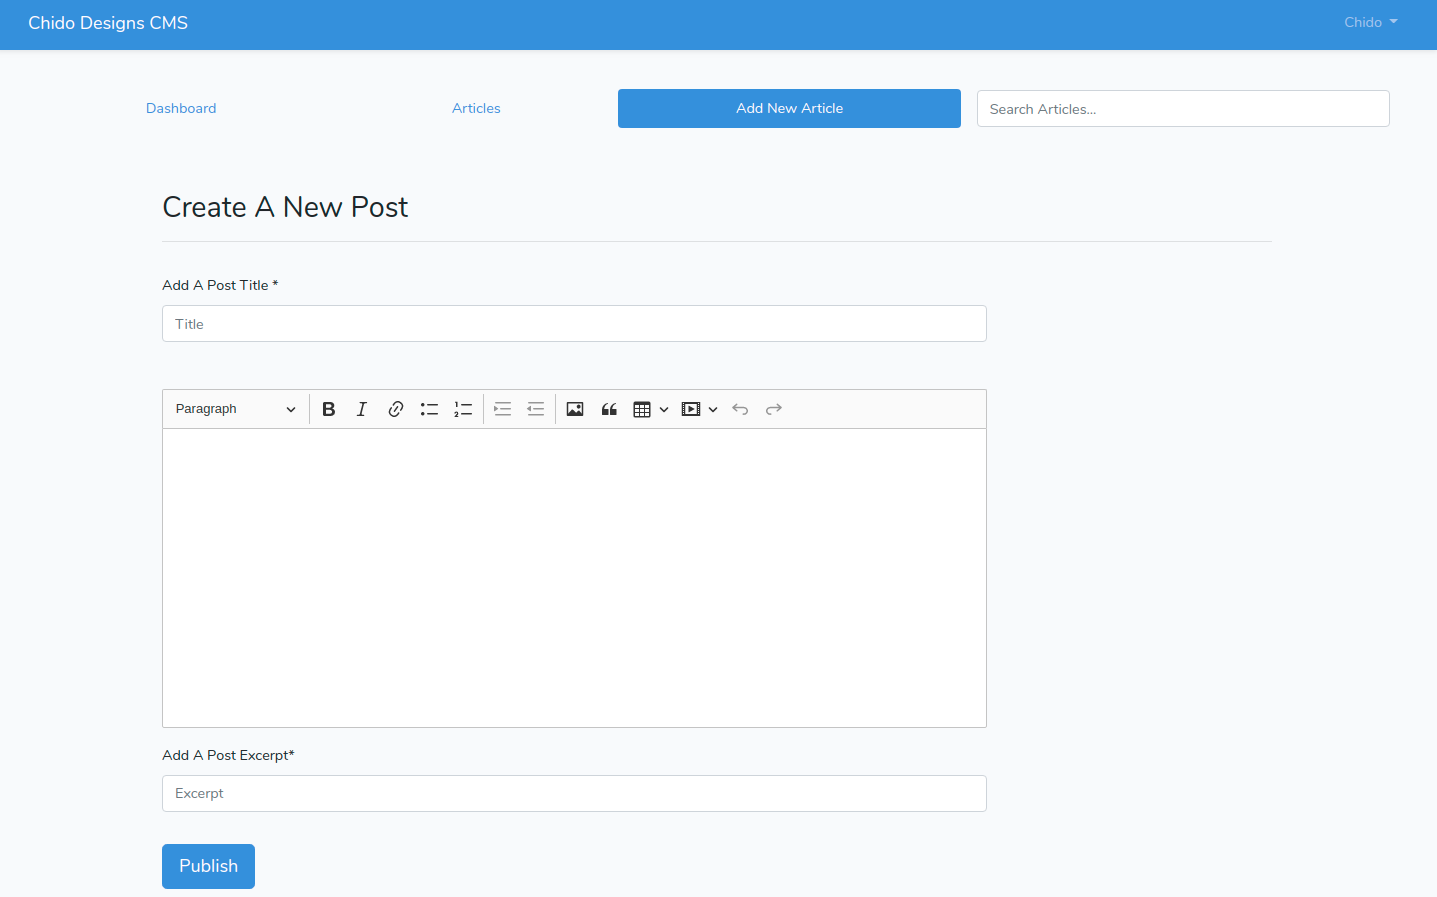 Chido Designs CMS
Chido
Dashboard
Articles
Add New Article
Search Articles...
Create A New Post
Add A Post Title *
Title
Paragraph
Add A Post Excerpt*
Excerpt
Publish